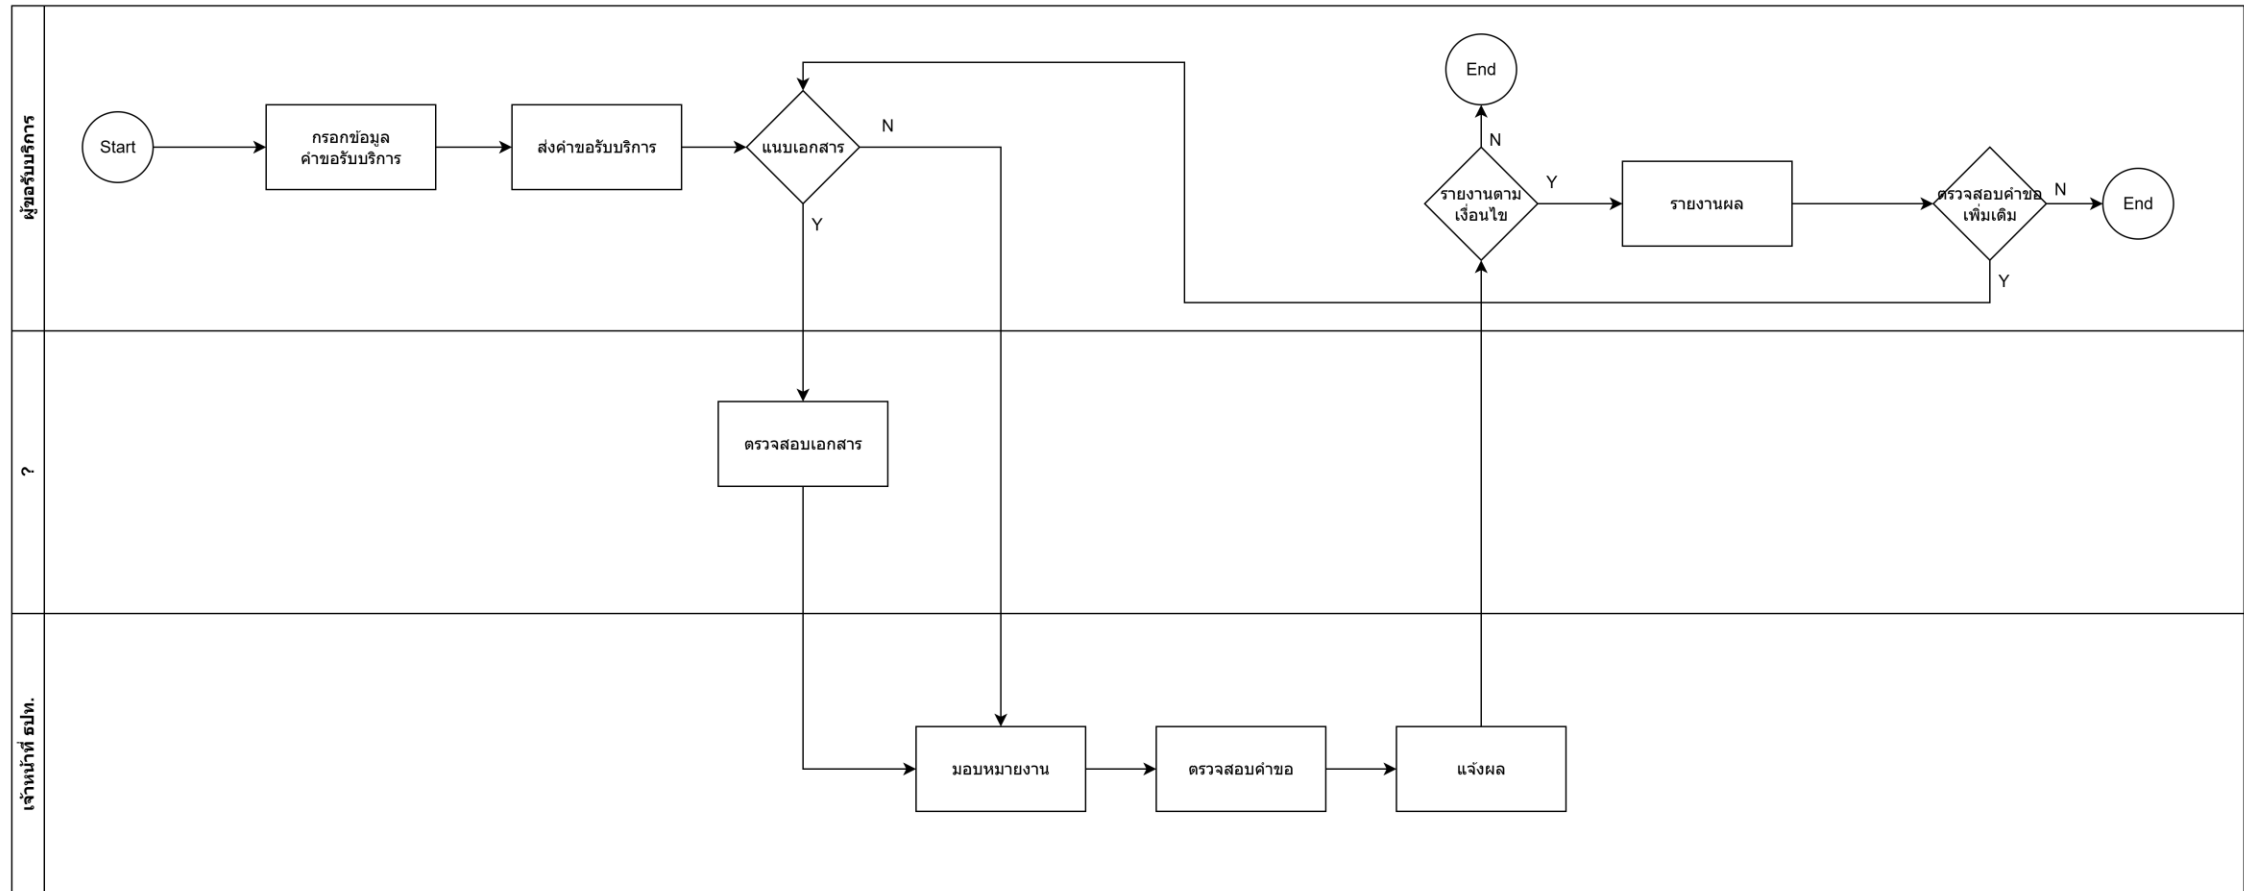 ผู้ขอรับบริการ
Start
กรอกข้อมูล
คำขอรับบริการ
ส่งคำขอรับบริการ
แนบเอกสาร
N
Y
End
N
รายงานตาม
เงื่อนไข
Y
รายงานผล
ตรวจสอบคำขอ
เพิ่มเติม
N
End
Y
?
ตรวจสอบเอกสาร
เจ้าหน้าที่ ธปท.
มอบหมายงาน
ตรวจสอบคำขอ
แจ้งผล